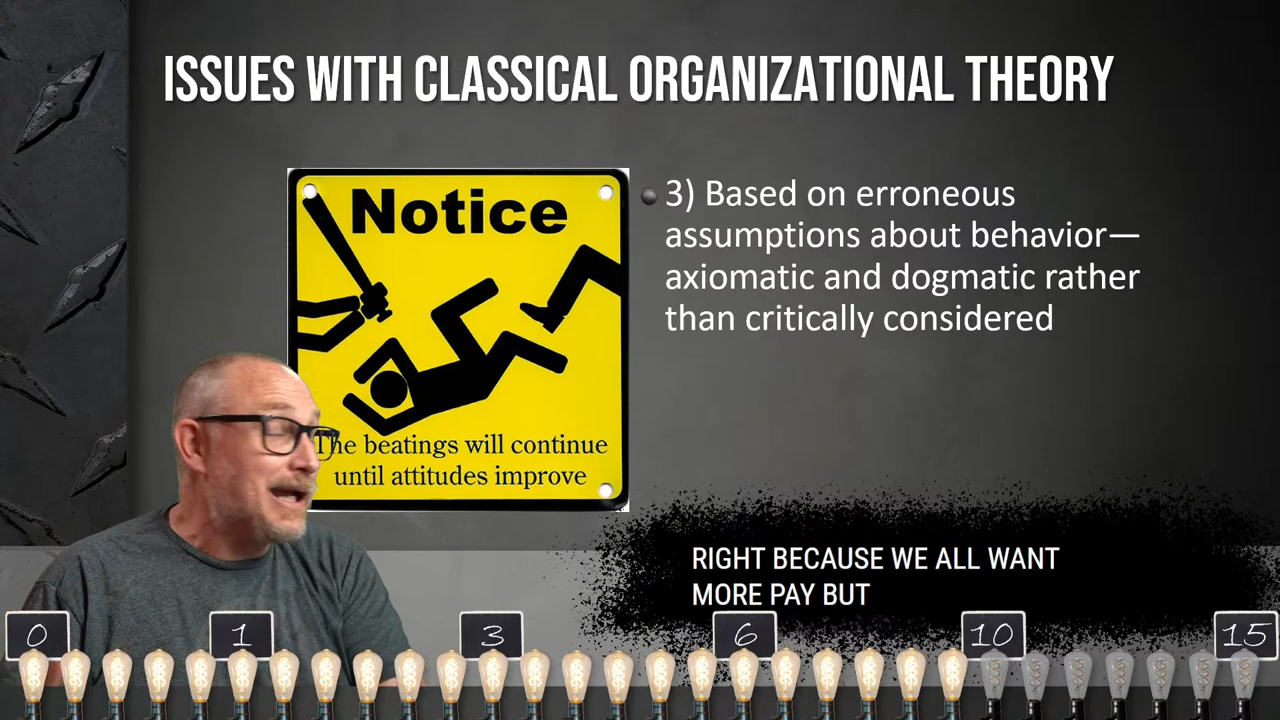 ISSUES WITH CLASSICAL ORGANIZATIONAL THEORY
Notice
The beatings will continue
until attitudes improve
3) Based on erroneous
assumptions about behavior—
axiomatic and dogmatic rather
than critically considered
RIGHT BECAUSE WE ALL WANT
MORE PAY BUT
0 1 3 6 10 15